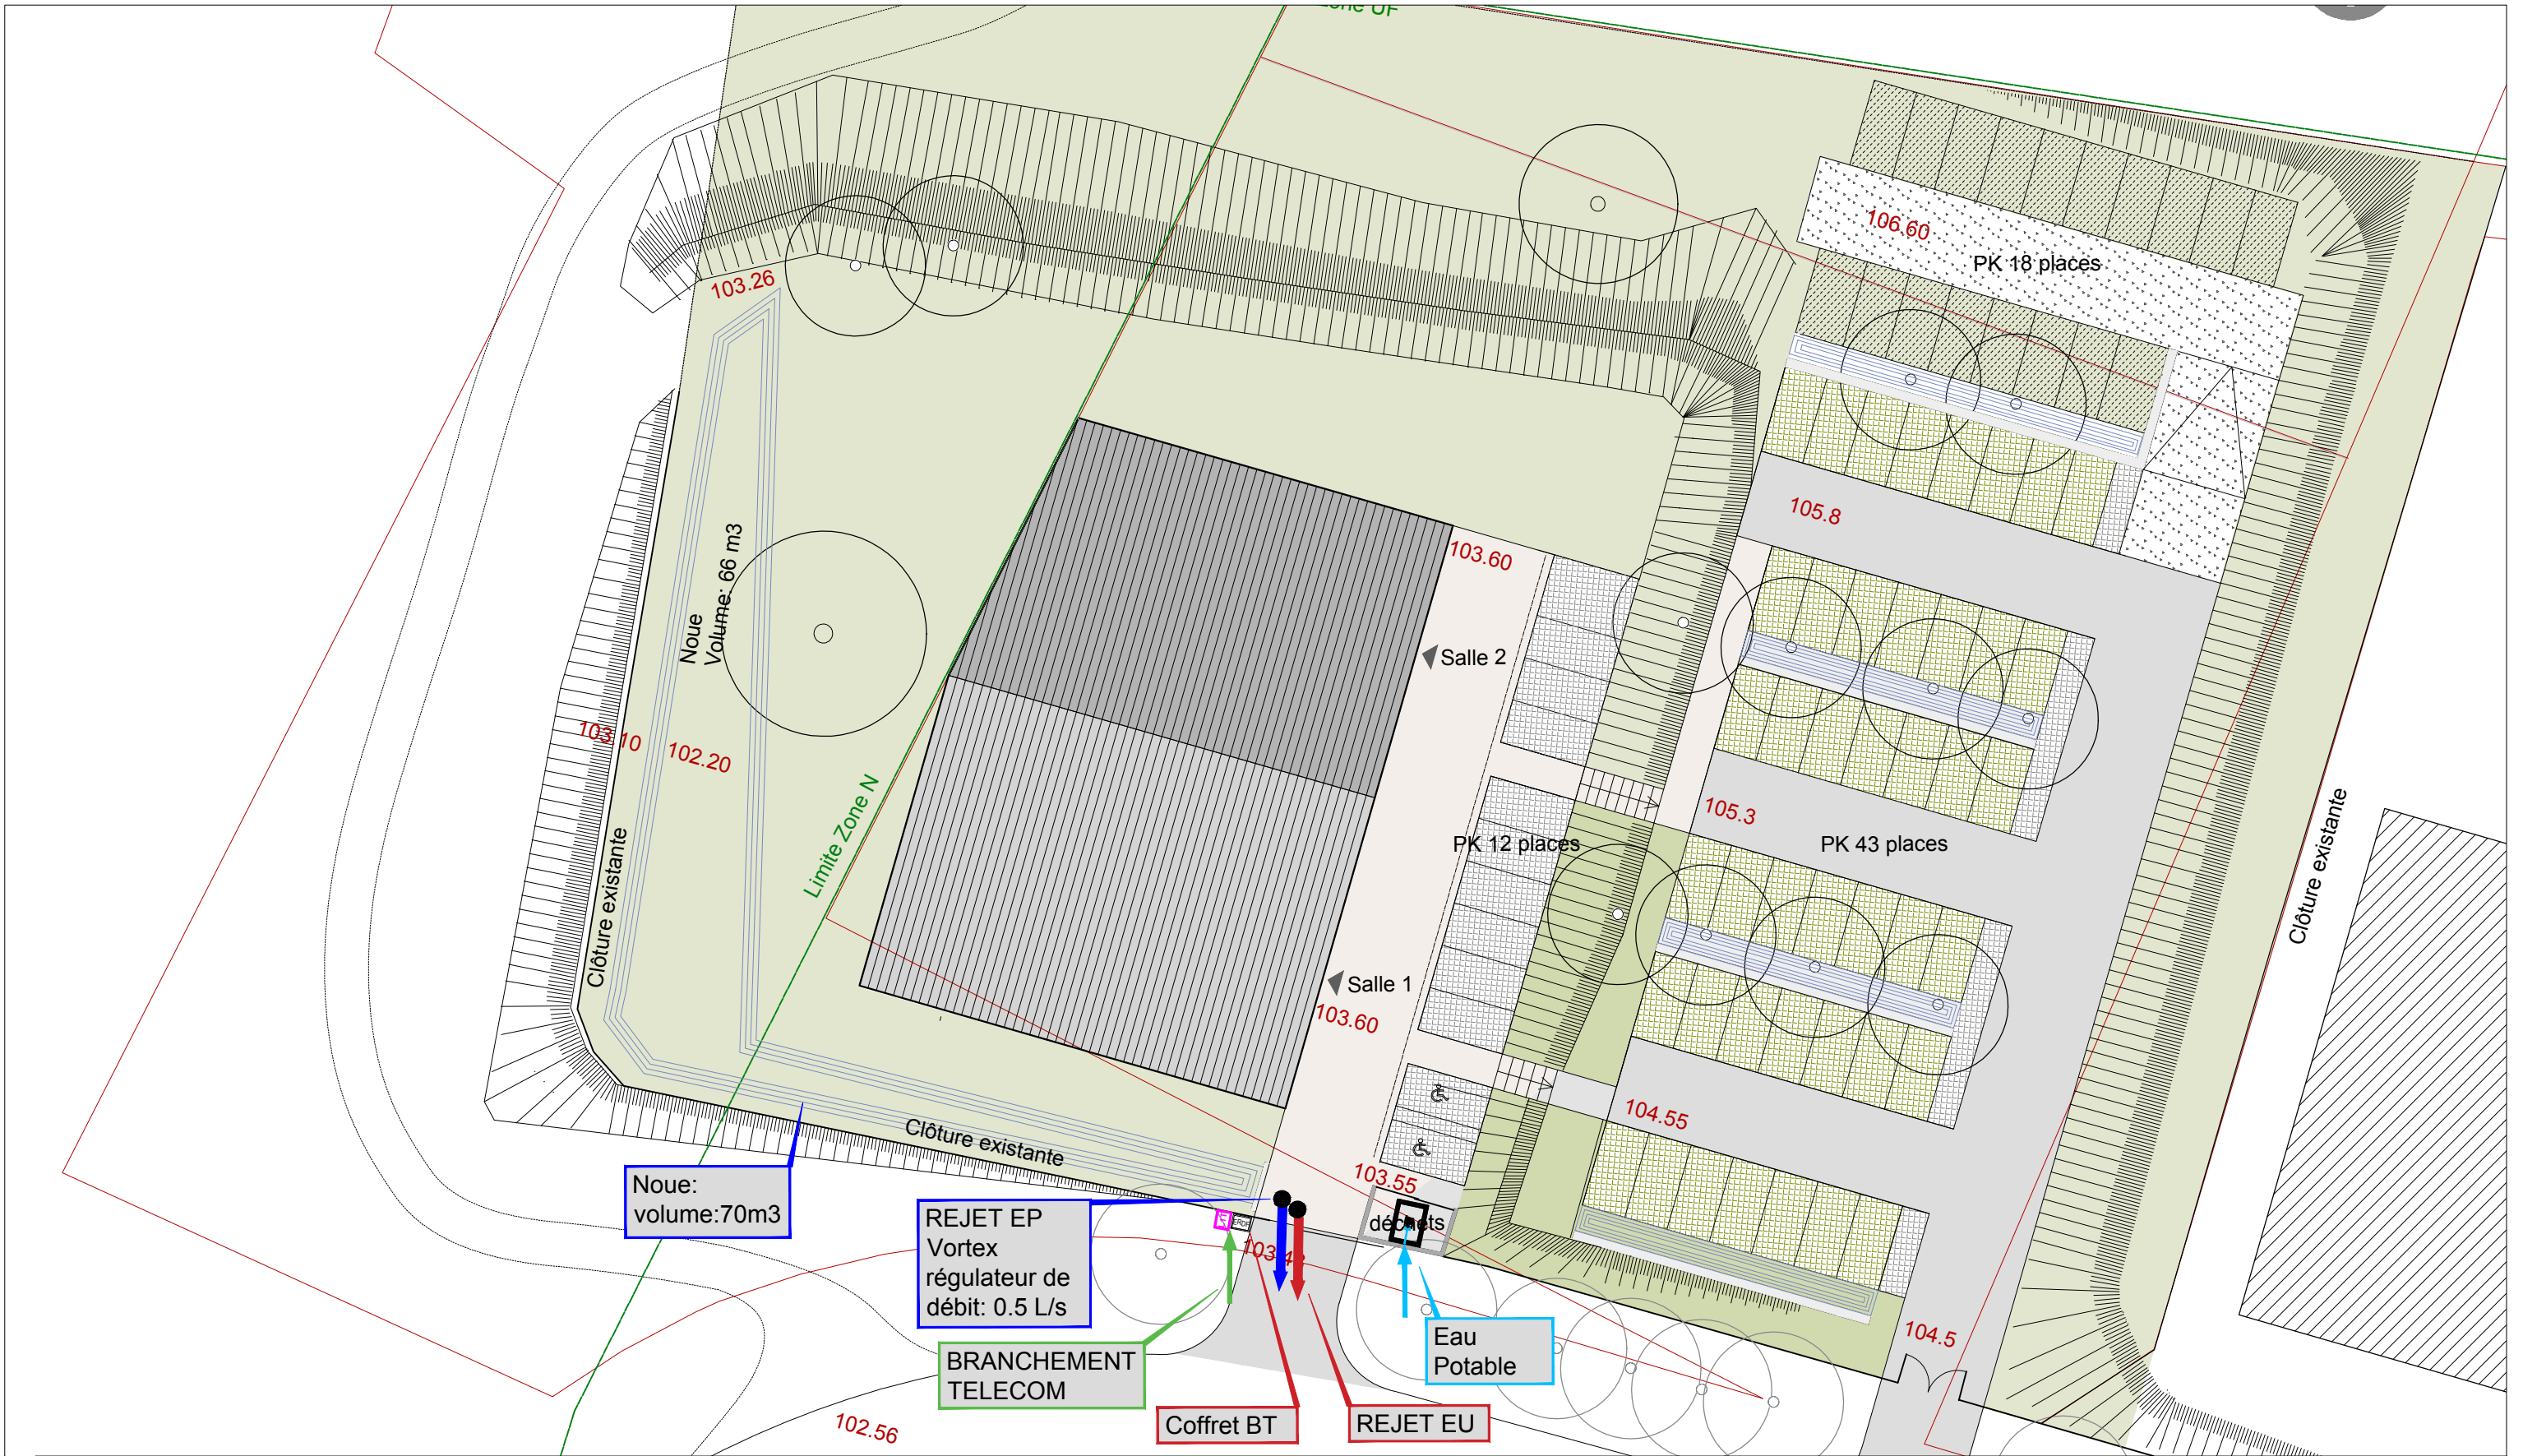 Zone UF
106.60
PK 18 places
103.26
105.8
103.60
Noue
Volume: 66 m3
Salle 2
103.10
102.20
Limite Zone N
105.3
PK 12 places
PK 43 places
Clôture existante
Clôture existante
Salle 1
103.60
104.55
Clôture existante
103.55
Noue:
volume:70m3
REJET EP
Vortex
régulateur de
débit: 0.5 L/s
déchets
ERDF
104.5
Eau
Potable
BRANCHEMENT
TELECOM
Coffret BT
REJET EU
102.56